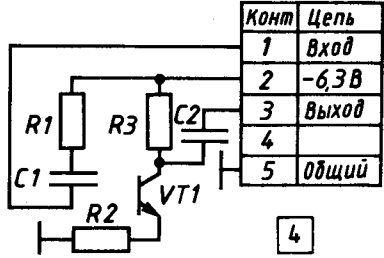 Конт Цепь
1 Вход
2 -6,3 В
R1 R3 C2 3 Выход
4
C1 VT1 5 Общий
R2
4